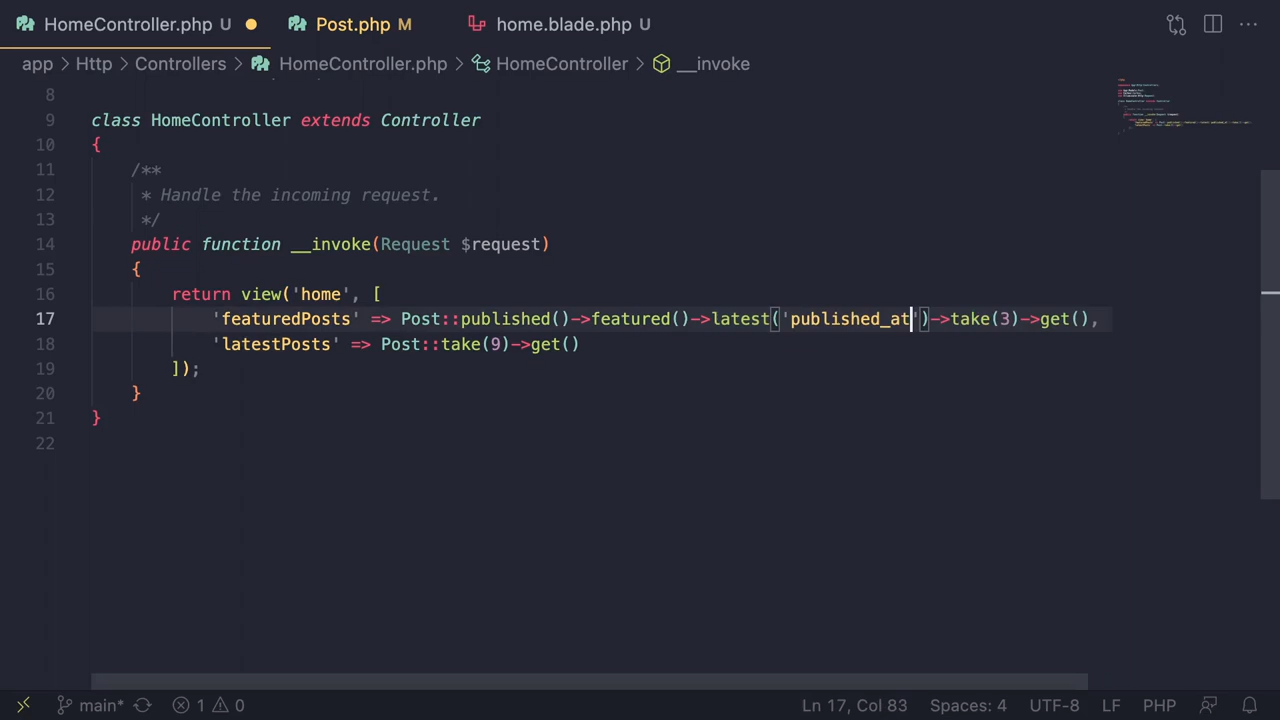 HomeController.php U
Post.php M
home.blade.php U
app > Http > Controllers > HomeController.php > HomeController > __invoke
8
9 class HomeController extends Controller
10 {
11 /**
12 * Handle the incoming request.
13 */
14 public function __invoke(Request $request)
15 {
16 return view('home', [
17 'featuredPosts' => Post::published()->featured()->latest('published_at')->take(3)->get(),
18 'latestPosts' => Post::take(9)->get()
19 ]);
20 }
21 }
22
main* 1 0 Ln 17, Col 83 Spaces: 4 UTF-8 LF PHP